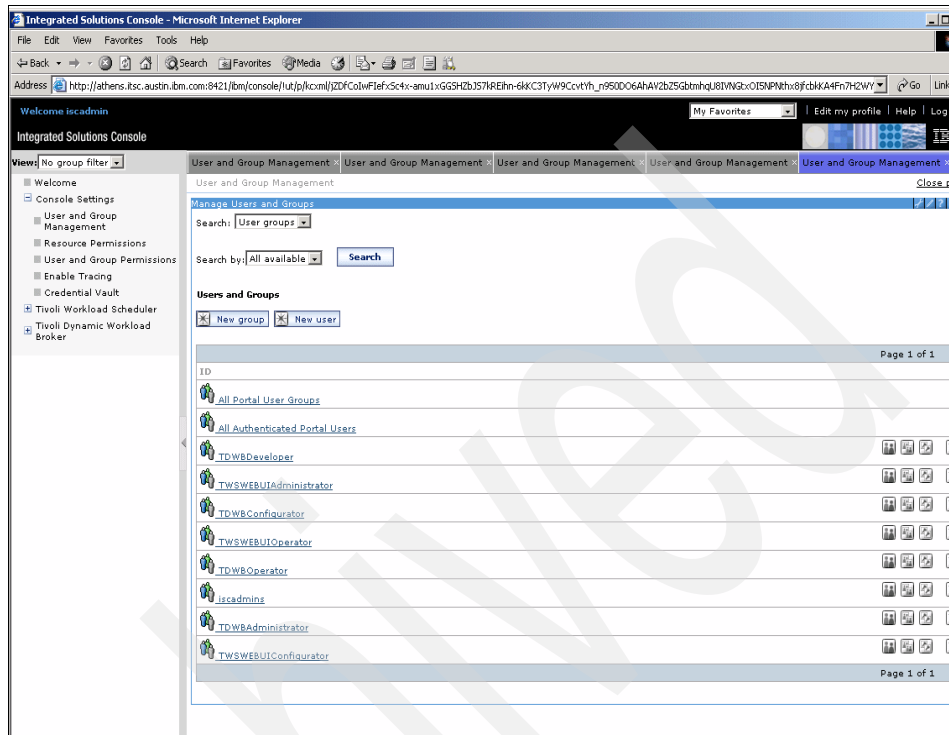 Integrated Solutions Console - Microsoft Internet Explorer
File Edit View Favorites Tools Help
Back Search Favorites Media
Address http://athens.itsc.austin.ibm.com:8421/ibm/console/!ut/p/kcxml/ Go Link
Welcome iscadmin My Favorites Edit my profile Help Log
Integrated Solutions Console
View: No group filter
User and Group Management × User and Group Management × User and Group Management × User and Group Management × User and Group Management ×
Welcome
Console Settings
User and Group
Management
Resource Permissions
User and Group Permissions
Enable Tracing
Credential Vault
Tivoli Workload Scheduler
Tivoli Dynamic Workload
Broker
User and Group Management Close p
Manage Users and Groups ?
Search: User groups
Search by: All available Search
Users and Groups
New group New user
Page 1 of 1
ID
All Portal User Groups
All Authenticated Portal Users
TDWBDeveloper
TWSWEBUIAdministrator
TDWBConfigurator
TWSWEBUIOperator
TDWBOperator
iscadmins
TDWBAdministrator
TWSWEBUIConfigurator
Page 1 of 1